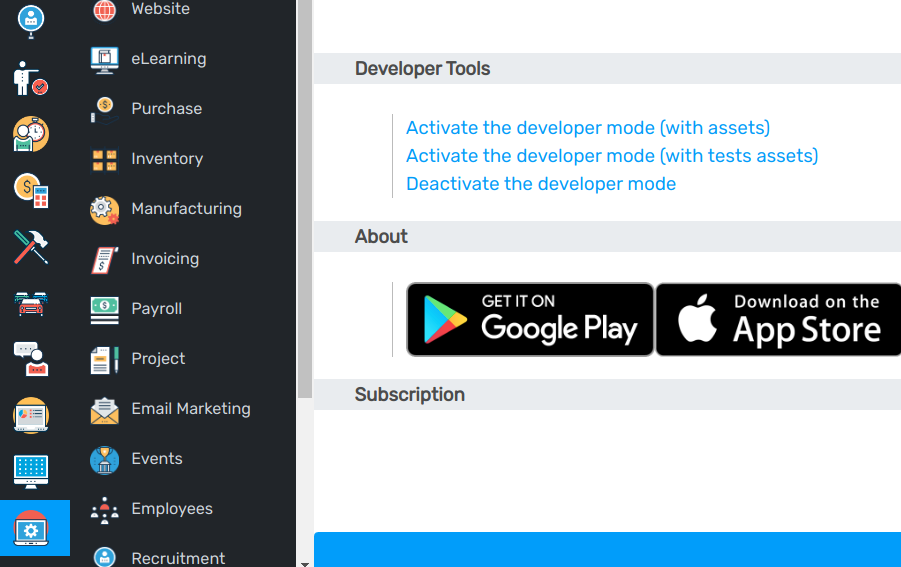 Website
eLearning
Purchase
Inventory
Manufacturing
Invoicing
Payroll
Project
Email Marketing
Events
Employees
Recruitment
Developer Tools
Activate the developer mode (with assets)
Activate the developer mode (with tests assets)
Deactivate the developer mode
About
GET IT ON
Google Play
Download on the
App Store
Subscription